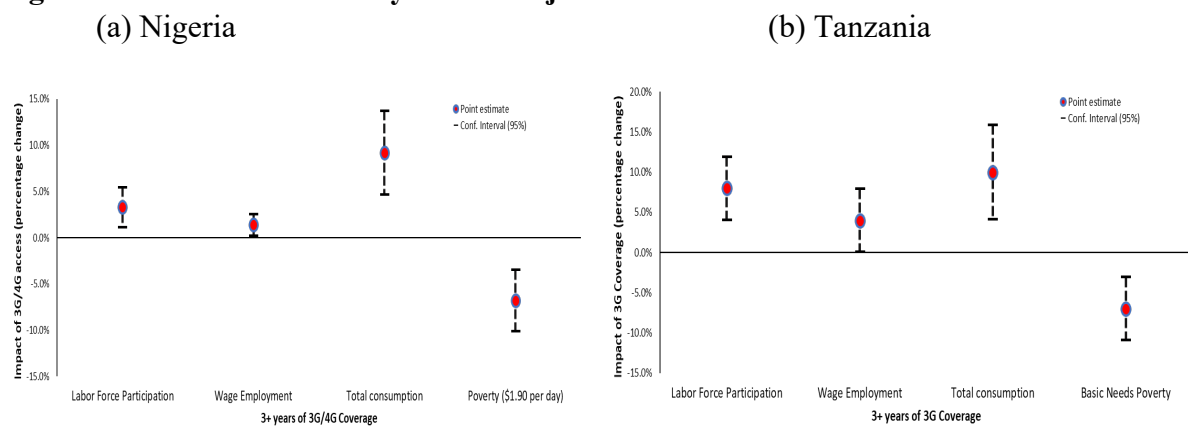 (a) Nigeria
(b) Tanzania
Impact of 3G/4G access (percentage change)
15.0%
10.0%
5.0%
0.0%
-5.0%
-10.0%
-15.0%
Point estimate
Conf. Interval (95%)
Labor Force Participation
Wage Employment
Total consumption
Poverty ($1.90 per day)
3+ years of 3G/4G Coverage
Impact of 3G Coverage (percentage change)
20.0%
15.0%
10.0%
5.0%
0.0%
-5.0%
-10.0%
-15.0%
Point estimate
Conf. Interval (95%)
Labor Force Participation
Wage Employment
Total consumption
Basic Needs Poverty
3+ years of 3G Coverage